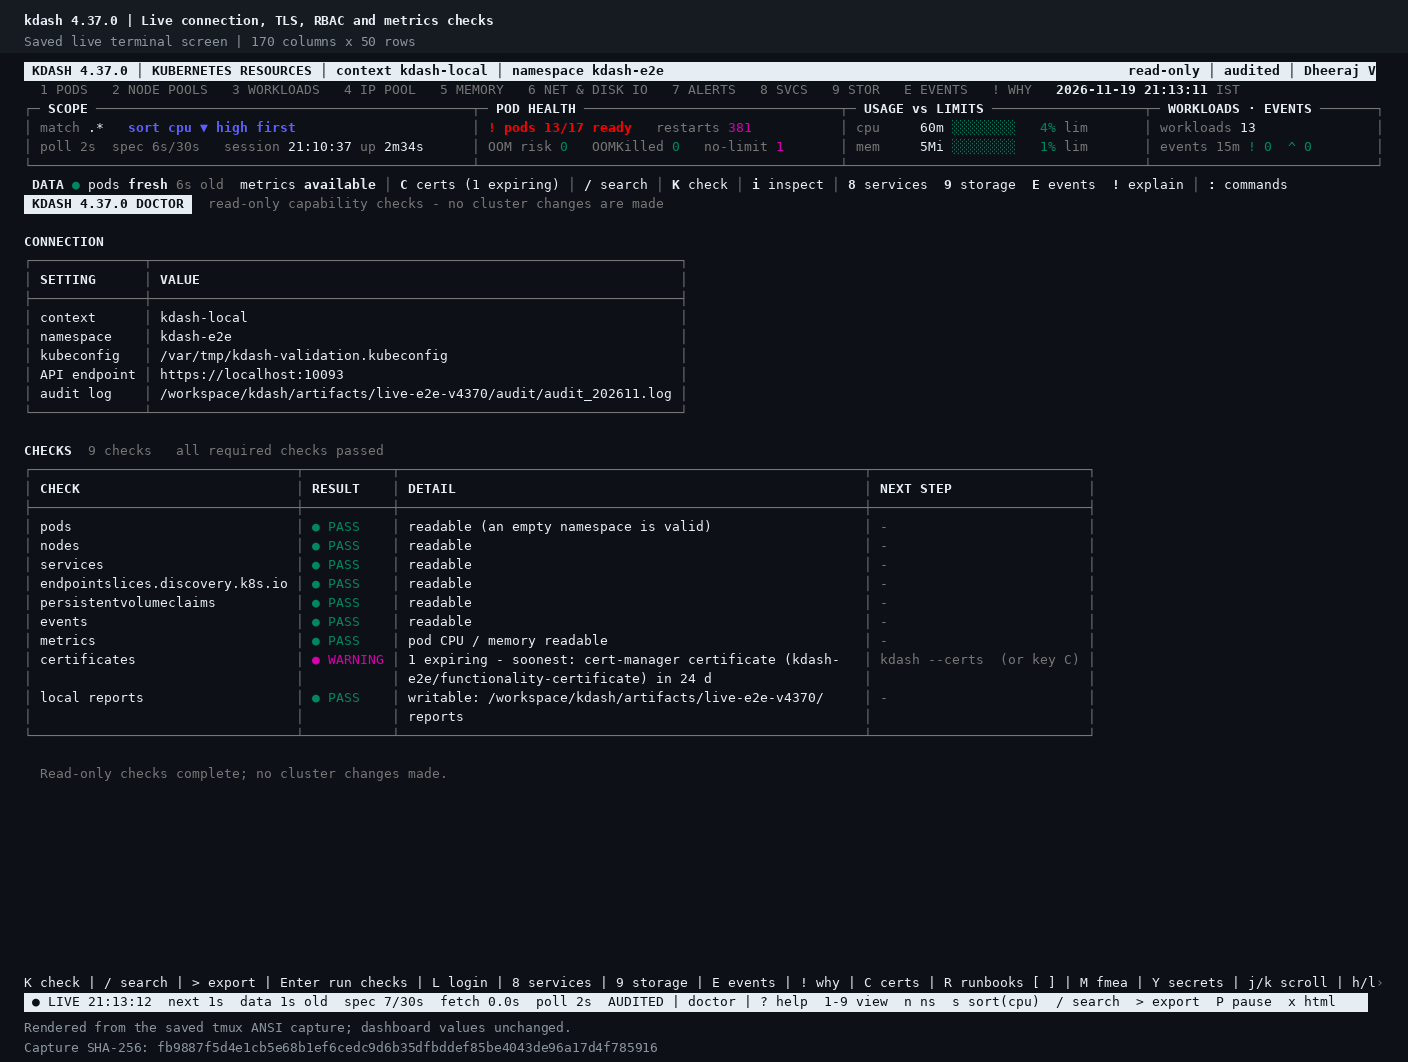 kdash 4.37.0 | Live connection, TLS, RBAC and metrics checks
Saved live terminal screen | 170 columns x 50 rows
KDASH 4.37.0 │ KUBERNETES RESOURCES │ context kdash-local │ namespace kdash-e2e read-only │ audited │ Dheeraj V
1 PODS 2 NODE POOLS 3 WORKLOADS 4 IP POOL 5 MEMORY 6 NET & DISK IO 7 ALERTS 8 SVCS 9 STOR E EVENTS ! WHY 2026-11-19 21:13:11 IST
SCOPE POD HEALTH USAGE vs LIMITS WORKLOADS · EVENTS
match .* sort cpu ▼ high first │ ! pods 13/17 ready restarts 381 │ cpu 60m 4% lim │ workloads 13
poll 2s spec 6s/30s session 21:10:37 up 2m34s │ OOM risk 0 OOMKilled 0 no-limit 1 │ mem 5Mi 1% lim │ events 15m ! 0 ^ 0
DATA ● pods fresh 6s old metrics available │ C certs (1 expiring) │ / search │ K check │ i inspect │ 8 services 9 storage E events ! explain │ : commands
KDASH 4.37.0 DOCTOR read-only capability checks - no cluster changes are made
CONNECTION
SETTING │ VALUE
context │ kdash-local
namespace │ kdash-e2e
kubeconfig │ /var/tmp/kdash-validation.kubeconfig
API endpoint │ https://localhost:10093
audit log │ /workspace/kdash/artifacts/live-e2e-v4370/audit/audit_202611.log
CHECKS 9 checks all required checks passed
CHECK │ RESULT │ DETAIL │ NEXT STEP
pods │ ● PASS │ readable (an empty namespace is valid) │ -
nodes │ ● PASS │ readable │ -
services │ ● PASS │ readable │ -
endpointslices.discovery.k8s.io │ ● PASS │ readable │ -
persistentvolumeclaims │ ● PASS │ readable │ -
events │ ● PASS │ readable │ -
metrics │ ● PASS │ pod CPU / memory readable │ -
certificates │ ● WARNING │ 1 expiring - soonest: cert-manager certificate (kdash- │ kdash --certs (or key C)
e2e/functionality-certificate) in 24 d
local reports │ ● PASS │ writable: /workspace/kdash/artifacts/live-e2e-v4370/ │ -
reports
Read-only checks complete; no cluster changes made.
K check | / search | > export | Enter run checks | L login | 8 services | 9 storage | E events | ! why | C certs | R runbooks [ ] | M fmea | Y secrets | j/k scroll | h/l›
● LIVE 21:13:12 next 1s data 1s old spec 7/30s fetch 0.0s poll 2s AUDITED | doctor | ? help 1-9 view n ns s sort(cpu) / search > export P pause x html
Rendered from the saved tmux ANSI capture; dashboard values unchanged.
Capture SHA-256: fb9887f5d4e1cb5e68b1ef6cedc9d6b35dfbddef85be4043de96a17d4f785916